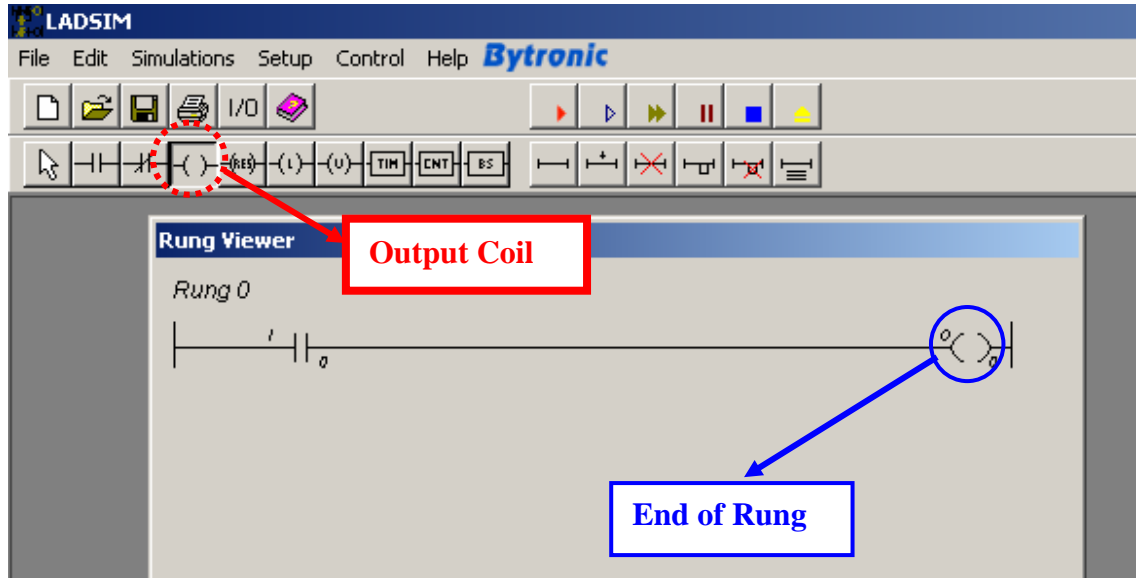 LADSIM
File Edit Simulations Setup Control Help Bytronic
I/O
(RES) (L) (U) TIM CNT BS
Rung Viewer
Output Coil
Rung 0
I O
0 0
End of Rung